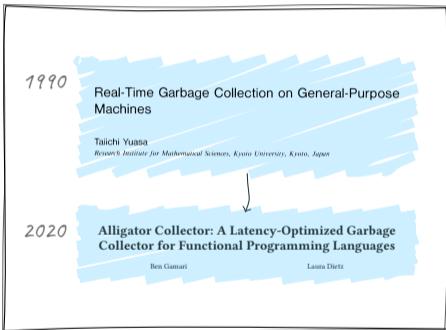 1990
Real-Time Garbage Collection on General-Purpose
Machines
Taiichi Yuasa
Research Institute for Mathematical Sciences, Kyoto University, Kyoto, Japan
2020
Alligator Collector: A Latency-Optimized Garbage
Collector for Functional Programming Languages
Ben Gamari Laura Dietz